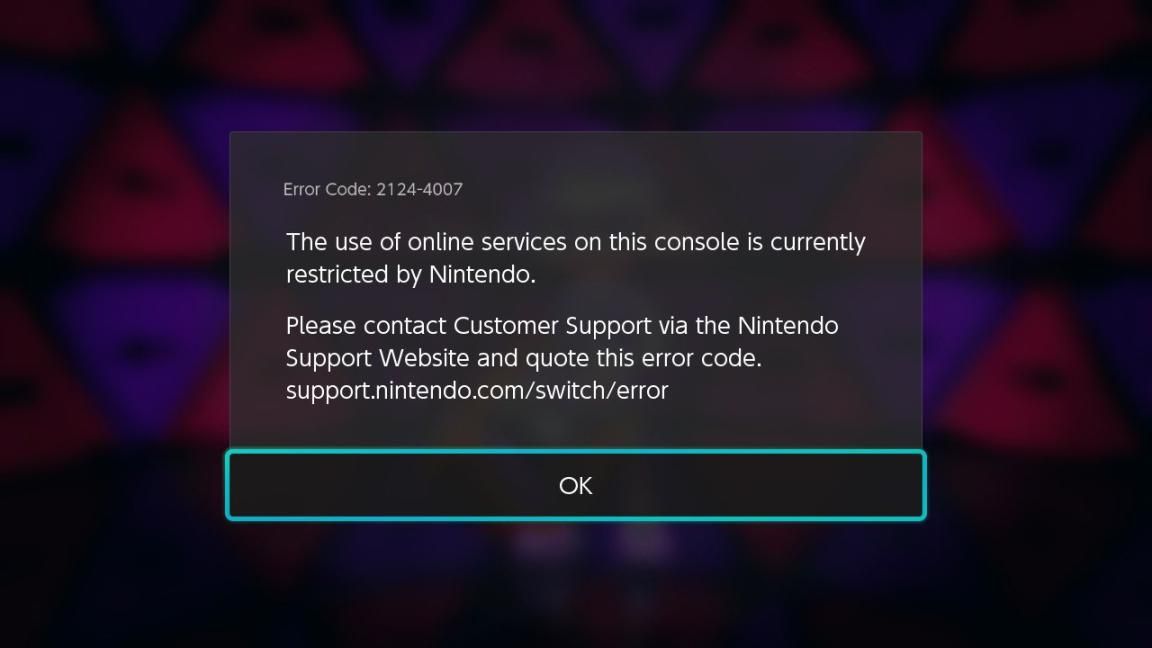 Error Code: 2124-4007
The use of online services on this console is currently
restricted by Nintendo.
Please contact Customer Support via the Nintendo
Support Website and quote this error code.
support.nintendo.com/switch/error
OK